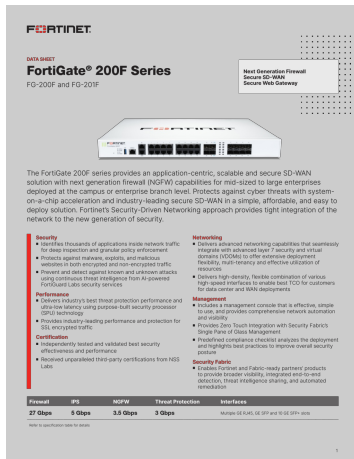 FORTINET
DATA SHEET
FortiGate® 200F Series
FG-200F and FG-201F
Next Generation Firewall
Secure SD-WAN
Secure Web Gateway
The FortiGate 200F series provides an application-centric, scalable and secure SD-WAN
solution with next generation firewall (NGFW) capabilities for mid-sized to large enterprises
deployed at the campus or enterprise branch level. Protects against cyber threats with system-
on-a-chip acceleration and industry-leading secure SD-WAN in a simple, affordable, and easy to
deploy solution. Fortinet's Security-Driven Networking approach provides tight integration of the
network to the new generation of security.
Security
■ Identifies thousands of applications inside network traffic
for deep inspection and granular policy enforcement
■ Protects against malware, exploits, and malicious
websites in both encrypted and non-encrypted traffic
■ Prevent and detect against known and unknown attacks
using continuous threat intelligence from AI-powered
FortiGuard Labs security services
Performance
■ Delivers industry's best threat protection performance and
ultra-low latency using purpose-built security processor
(SPU) technology
■ Provides industry-leading performance and protection for
SSL encrypted traffic
Certification
■ Independently tested and validated best security
effectiveness and performance
■ Received unparalleled third-party certifications from NSS
Labs
Networking
■ Delivers advanced networking capabilities that seamlessly
integrate with advanced layer 7 security and virtual
domains (VDOMs) to offer extensive deployment
flexibility, multi-tenancy and effective utilization of
resources
■ Delivers high-density, flexible combination of various
high-speed interfaces to enable best TCO for customers
for data center and WAN deployments
Management
■ Includes a management console that is effective, simple
to use, and provides comprehensive network automation
and visibility
■ Provides Zero Touch Integration with Security Fabric's
Single Pane of Glass Management
■ Predefined compliance checklist analyzes the deployment
and highlights best practices to improve overall security
posture
Security Fabric
■ Enables Fortinet and Fabric-ready partners' products
to provide broader visibility, integrated end-to-end
detection, threat intelligence sharing, and automated
remediation
Firewall IPS NGFW Threat Protection Interfaces
27 Gbps 5 Gbps 3.5 Gbps 3 Gbps Multiple GE RJ45, GE SFP and 10 GE SFP+ slots
Refer to specification table for details
1